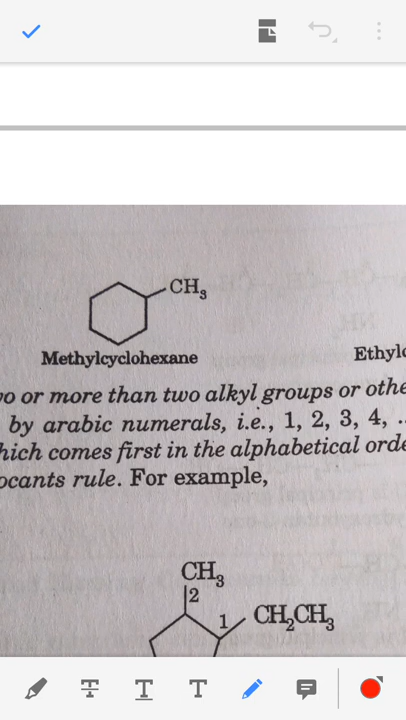 CH₃
Methylcyclohexane
Ethylc
o or more than two alkyl groups or othe
by arabic numerals, i.e., 1, 2, 3, 4, ..
hich comes first in the alphabetical orde
ocants rule. For example,
CH₃
2
1 CH₂CH₃